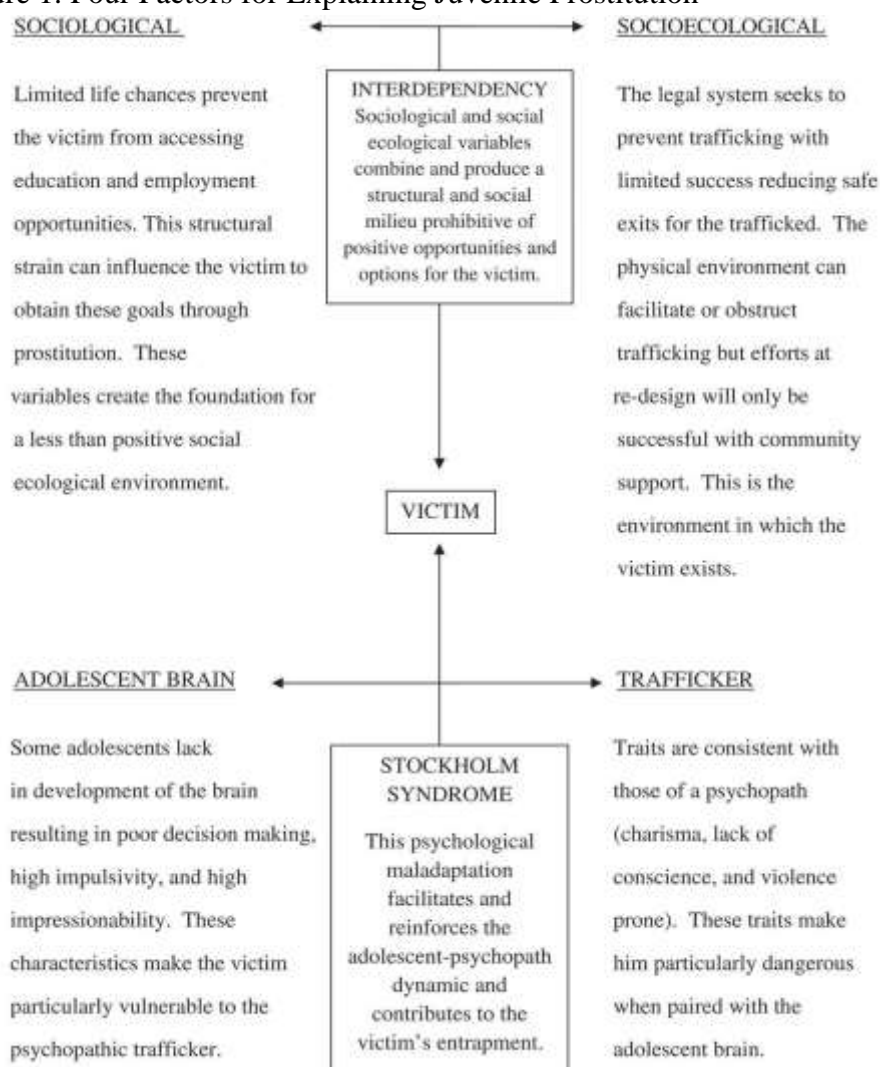 ure 1. Four Factors for Explaining Juvenile Prostitution
SOCIOLOGICAL
Limited life chances prevent
the victim from accessing
education and employment
opportunities. This structural
strain can influence the victim to
obtain these goals through
prostitution. These
variables create the foundation for
a less than positive social
ecological environment.
INTERDEPENDENCY
Sociological and social
ecological variables
combine and produce a
structural and social
milieu prohibitive of
positive opportunities and
options for the victim.
SOCIOECOLOGICAL
The legal system seeks to
prevent trafficking with
limited success reducing safe
exits for the trafficked. The
physical environment can
facilitate or obstruct
trafficking but efforts at
re-design will only be
successful with community
support. This is the
environment in which the
victim exists.
VICTIM
ADOLESCENT BRAIN
Some adolescents lack
in development of the brain
resulting in poor decision making,
high impulsivity, and high
impressionability. These
characteristics make the victim
particularly vulnerable to the
psychopathic trafficker.
STOCKHOLM
SYNDROME
This psychological
maladaptation
facilitates and
reinforces the
adolescent-psychopath
dynamic and
contributes to the
victim's entrapment.
TRAFFICKER
Traits are consistent with
those of a psychopath
(charisma, lack of
conscience, and violence
prone). These traits make
him particularly dangerous
when paired with the
adolescent brain.